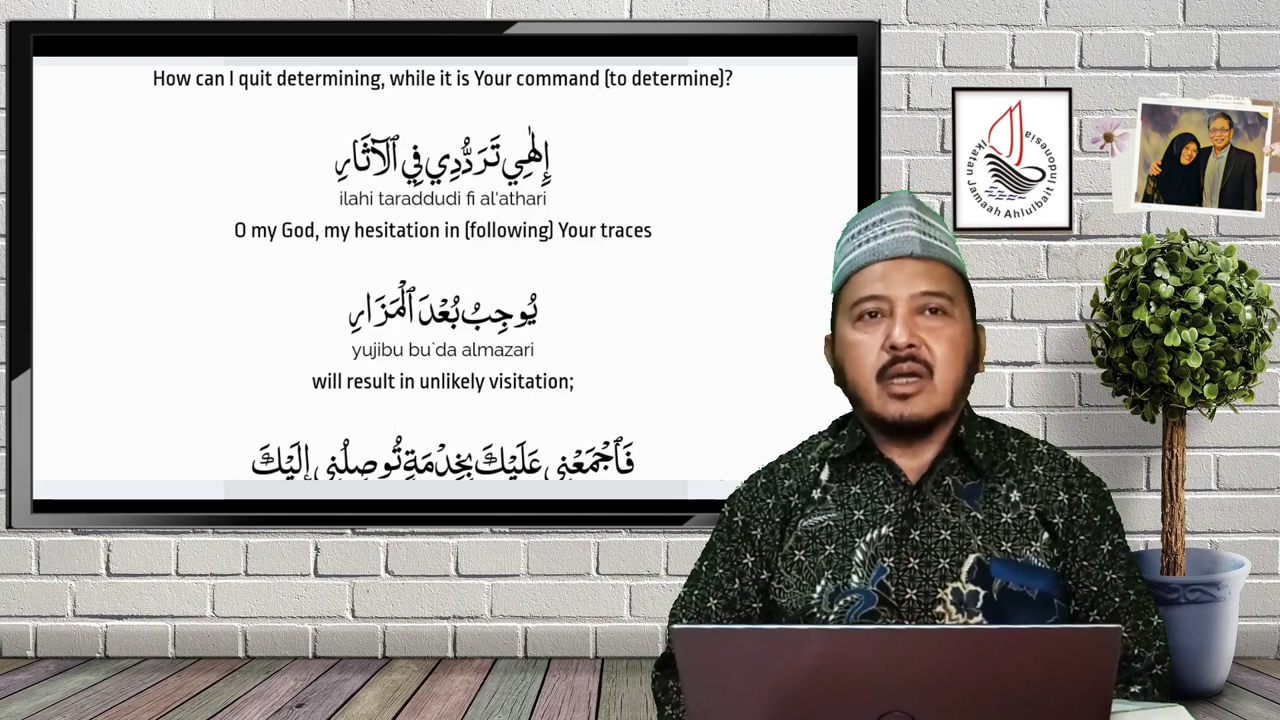 How can I quit determining, while it is Your command (to determine)?
إِلٰهِي تَرَدُّدِي فِي ٱلْآثَارِ
ilahi taraddudi fi al'athari
O my God, my hesitation in (following) Your traces
يُوجِبُ بُعْدَ ٱلْمَزَارِ
yujibu bu`da almazari
will result in unlikely visitation;
فَٱجْمَعْنِي عَلَيْكَ بِخِدْمَةٍ تُوصِلُنِي إِلَيْكَ
Ikatan Jamaah Ahlulbait Indonesia